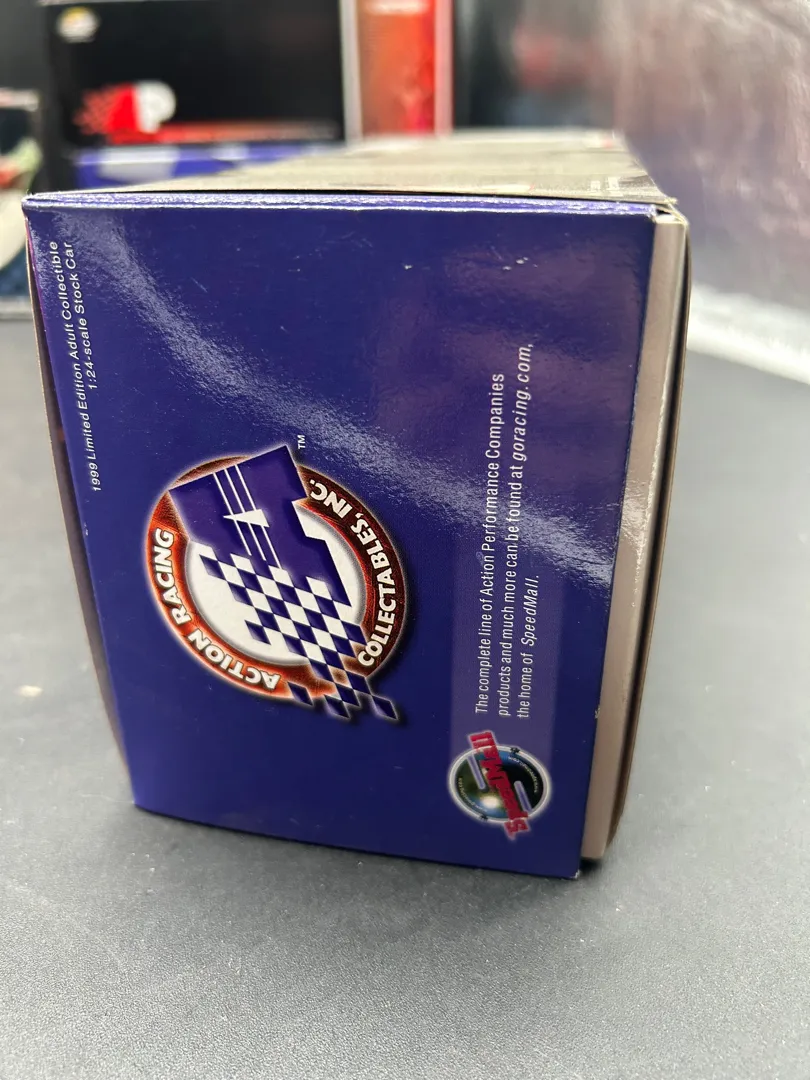 1999 Limited Edition Adult Collectible
1:24-scale Stock Car
ACTION RACING
COLLECTABLES, INC.
TM
The complete line of Action Performance Companies
products and much more can be found at goracing.com,
the home of SpeedMall.
SpeedMall